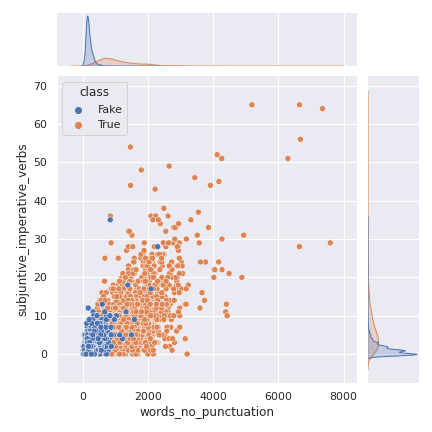 class
Fake
True
70
60
50
40
30
20
10
0
subjuntive_imperative_verbs
0 2000 4000 6000 8000
words_no_punctuation